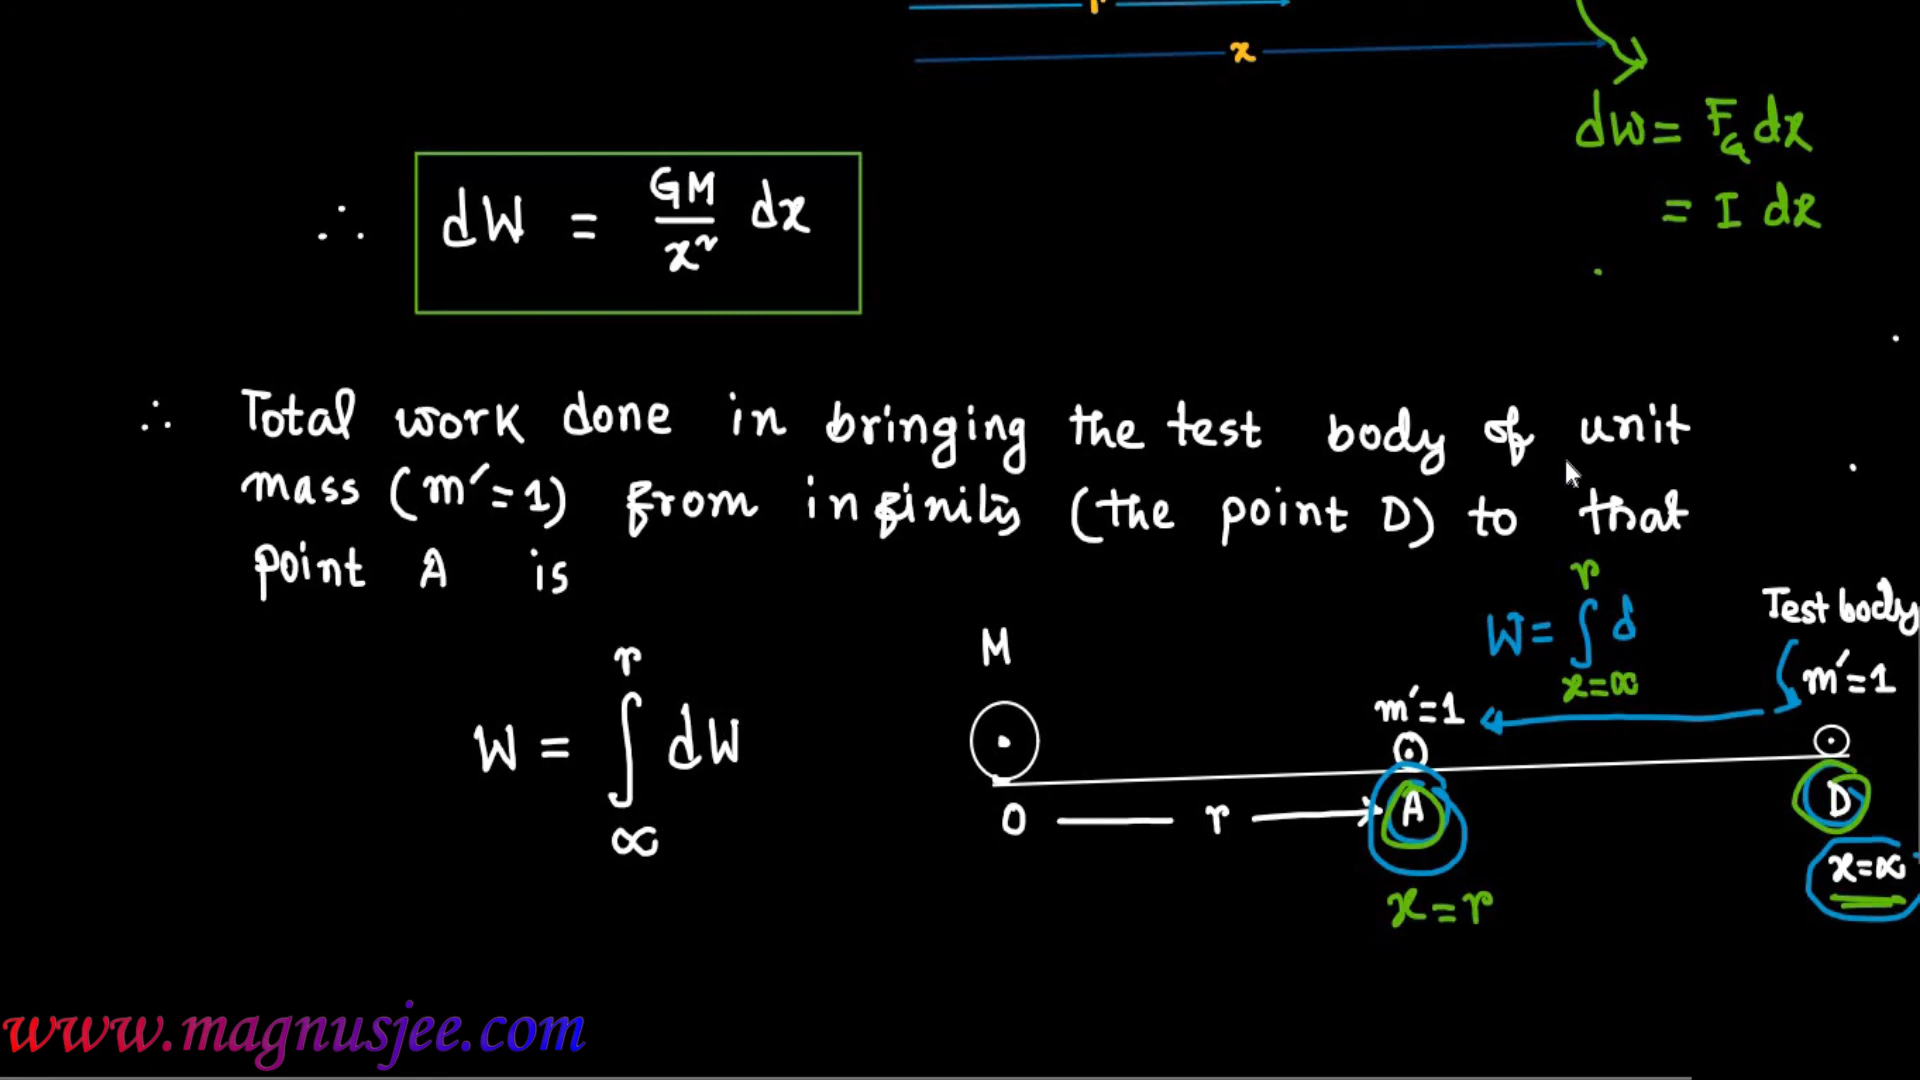 r
x
dW = F_G dx
= I dx
∴ dW = GM/x² dx
∴ Total work done in bringing the test body of unit
mass (m′=1) from infinity (the point D) to that
point A is
W = ∫ r ∞ dW
M
W = ∫ r x=∞ d
Test body
m′=1
m′=1
O r A D
x=∞
x=r
www.magnusjee.com